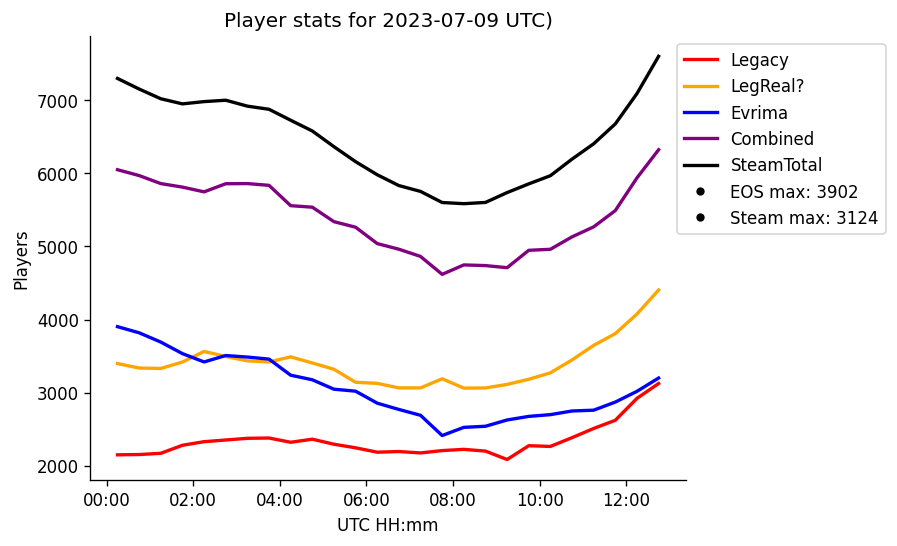 Player stats for 2023-07-09 UTC)
Legacy
LegReal?
Evrima
Combined
SteamTotal
EOS max: 3902
Steam max: 3124
Players
7000
6000
5000
4000
3000
2000
00:00 02:00 04:00 06:00 08:00 10:00 12:00
UTC HH:mm